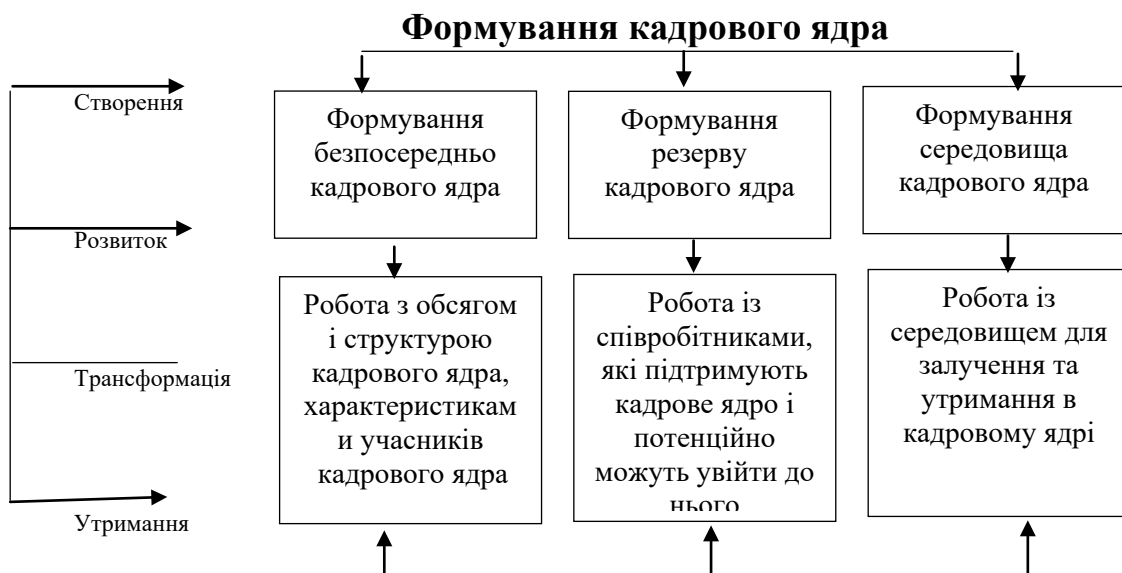 Формування кадрового ядра
Створення
Розвиток
Трансформація
Утримання
Формування
безпосередньо
кадрового ядра
Формування
резерву
кадрового ядра
Формування
середовища
кадрового ядра
Робота з обсягом
і структурою
кадрового ядра,
характеристикам
и учасників
кадрового ядра
Робота із
співробітниками,
які підтримують
кадрове ядро і
потенційно
можуть увійти до
нього
Робота із
середовищем для
залучення та
утримання в
кадровому ядрі